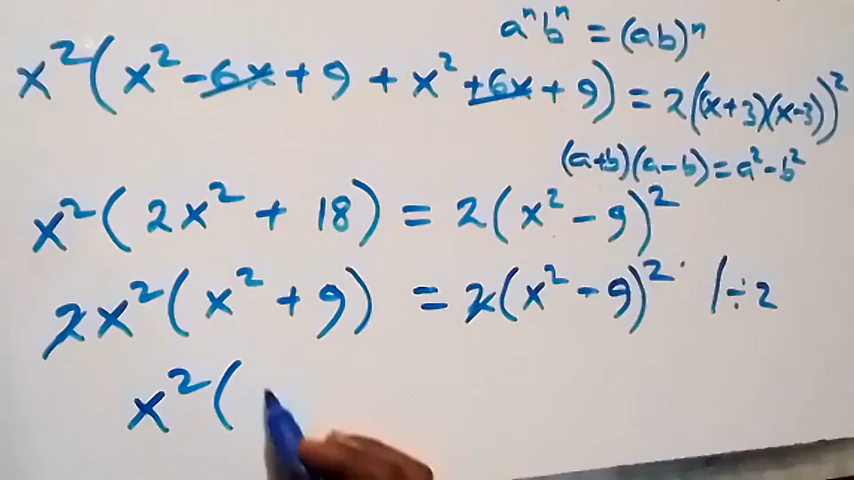 aⁿbⁿ = (ab)ⁿ
x²(x² - 6x + 9 + x² + 6x + 9) = 2((x+3)(x-3))²
(a+b)(a-b) = a² - b²
x²(2x² + 18) = 2(x² - 9)²
2x²(x² + 9) = 2(x² - 9)² /÷2
x²(